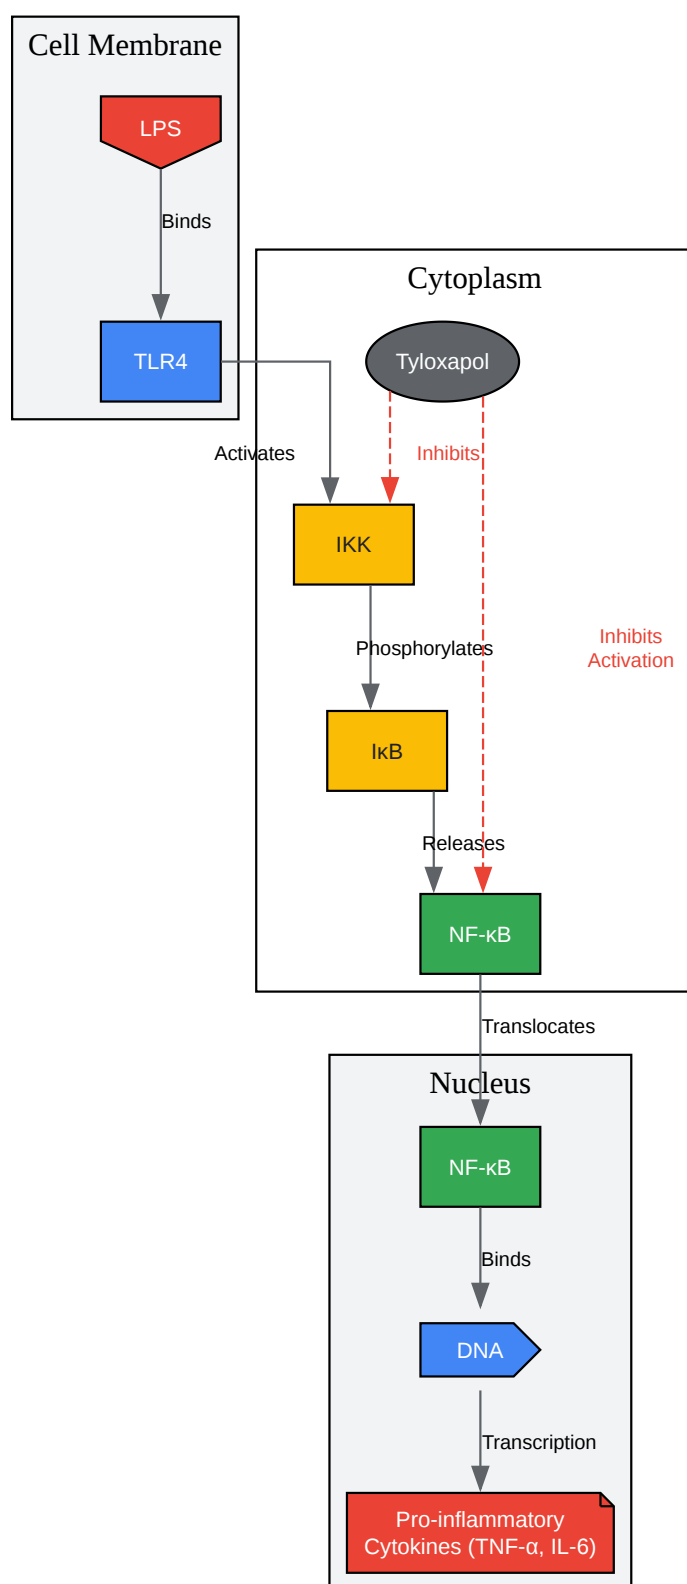 Cell Membrane
LPS
Binds
TLR4
Cytoplasm
Tyloxapol
Activates
Inhibits
IKK
Phosphorylates
Inhibits
Activation
IκB
Releases
NF-κB
Translocates
Nucleus
NF-κB
Binds
DNA
Transcription
Pro-inflammatory
Cytokines (TNF-α, IL-6)